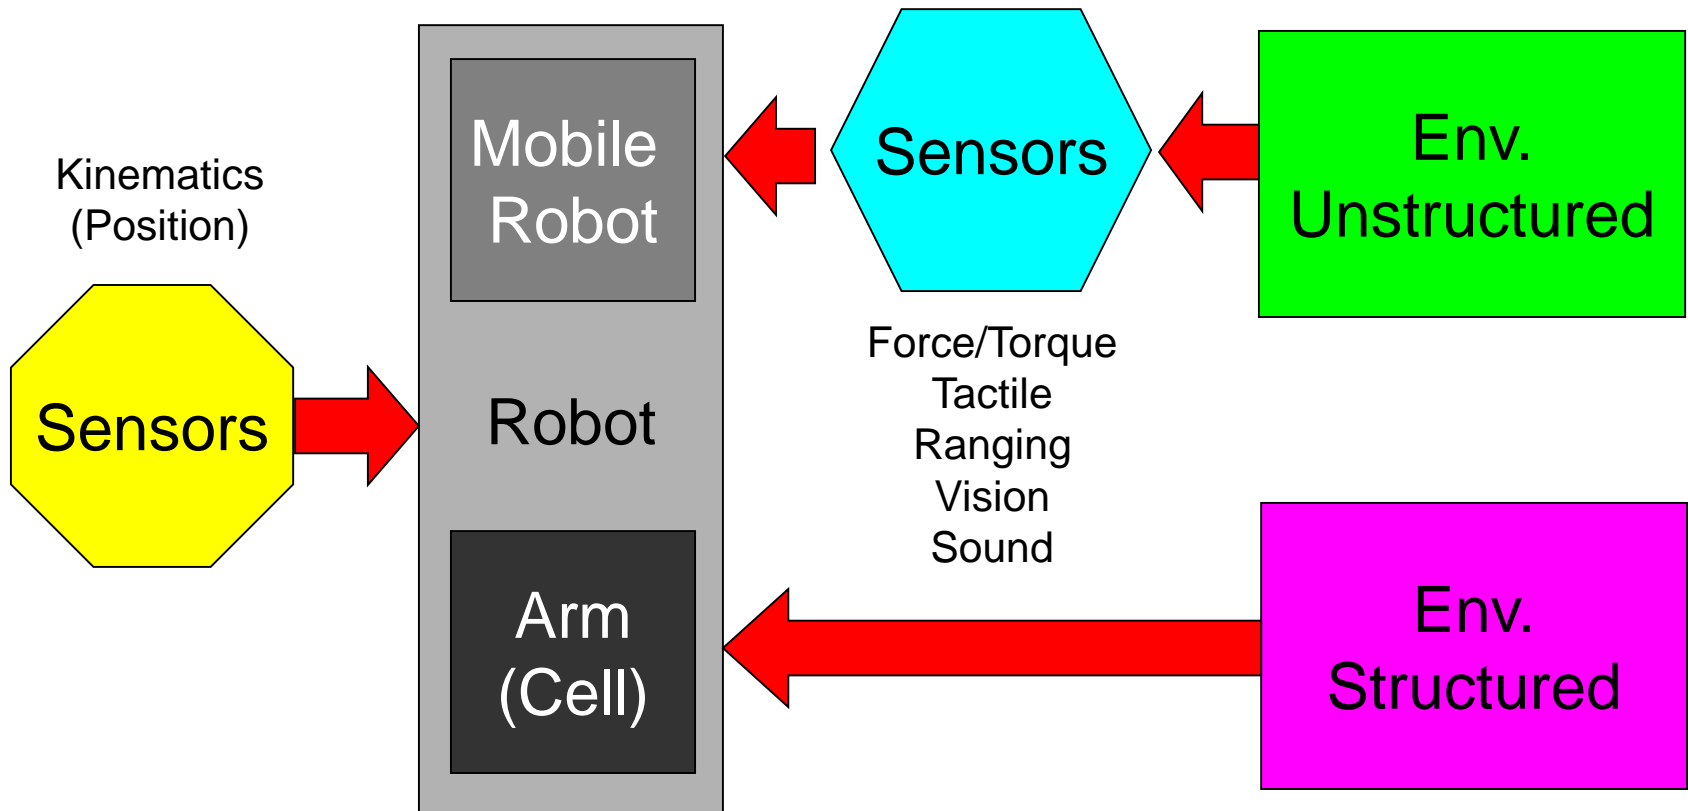 Kinematics
(Position)
Sensors
Mobile
Robot
Robot
Arm
(Cell)
Sensors
Force/Torque
Tactile
Ranging
Vision
Sound
Env.
Unstructured
Env.
Structured